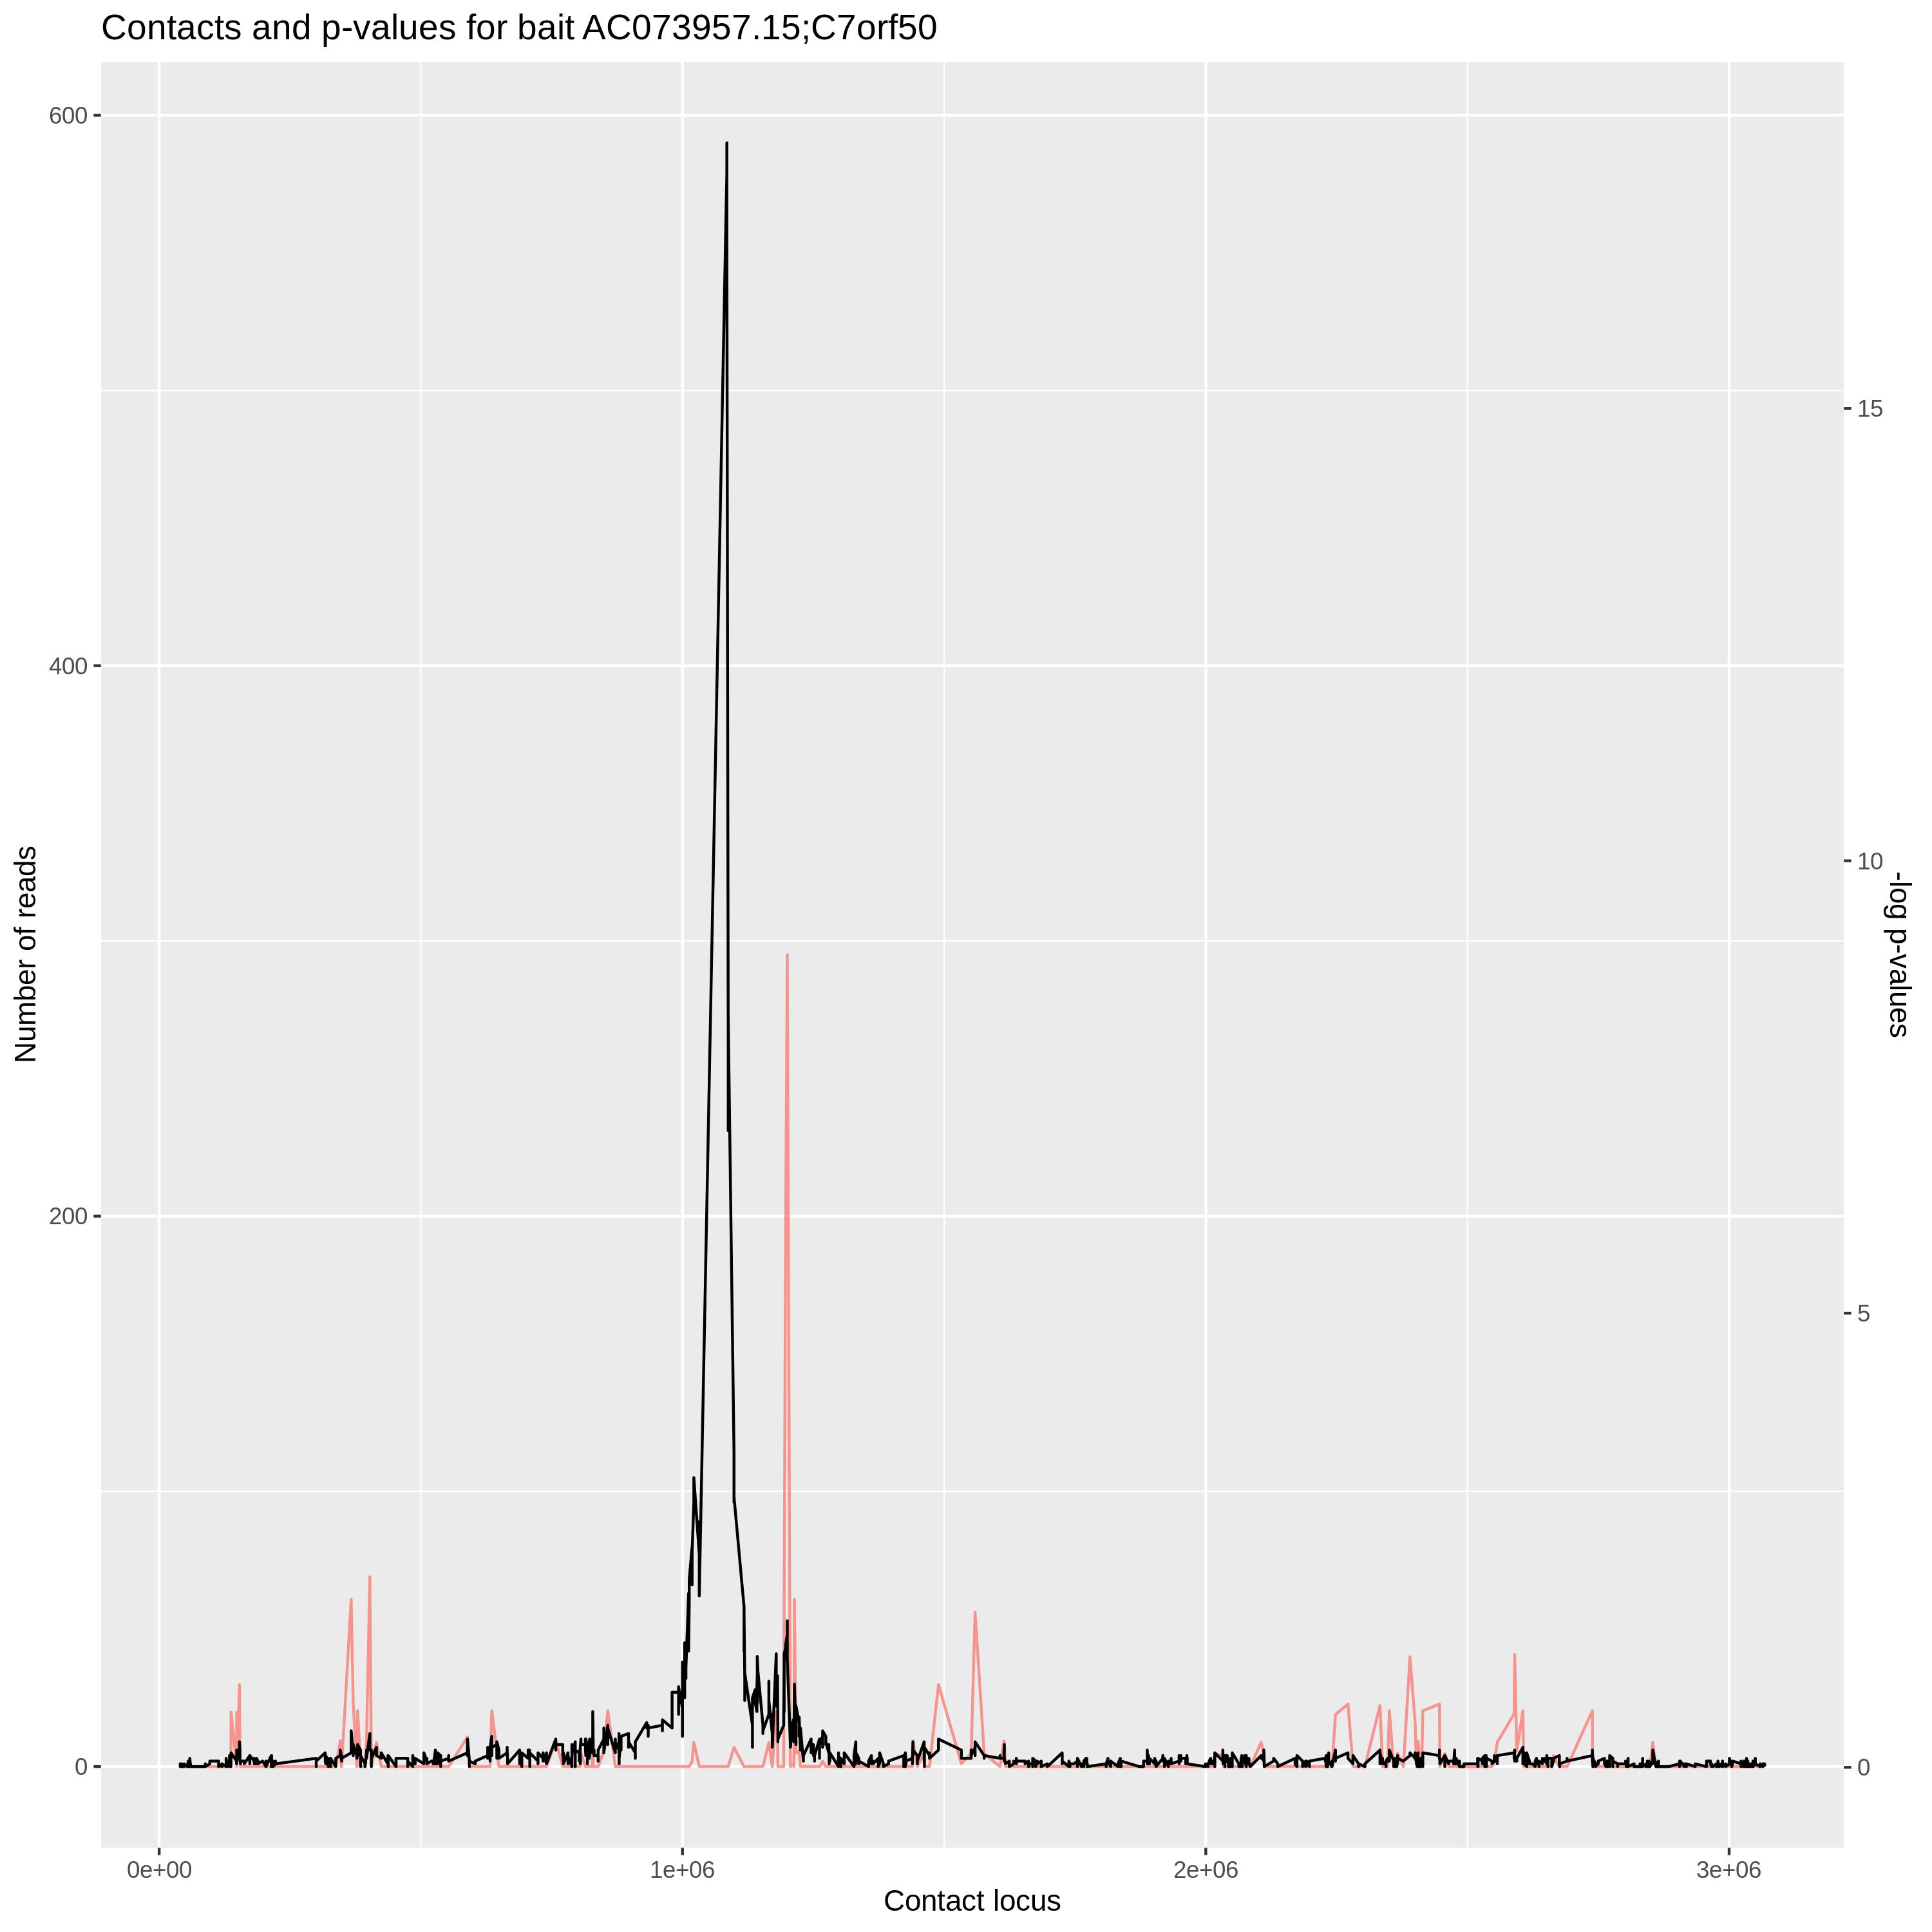 Contacts and p-values for bait AC073957.15;C7orf50
600
400
200
0
15
10
5
0
Number of reads
-log p-values
0e+00 1e+06 2e+06 3e+06
Contact locus